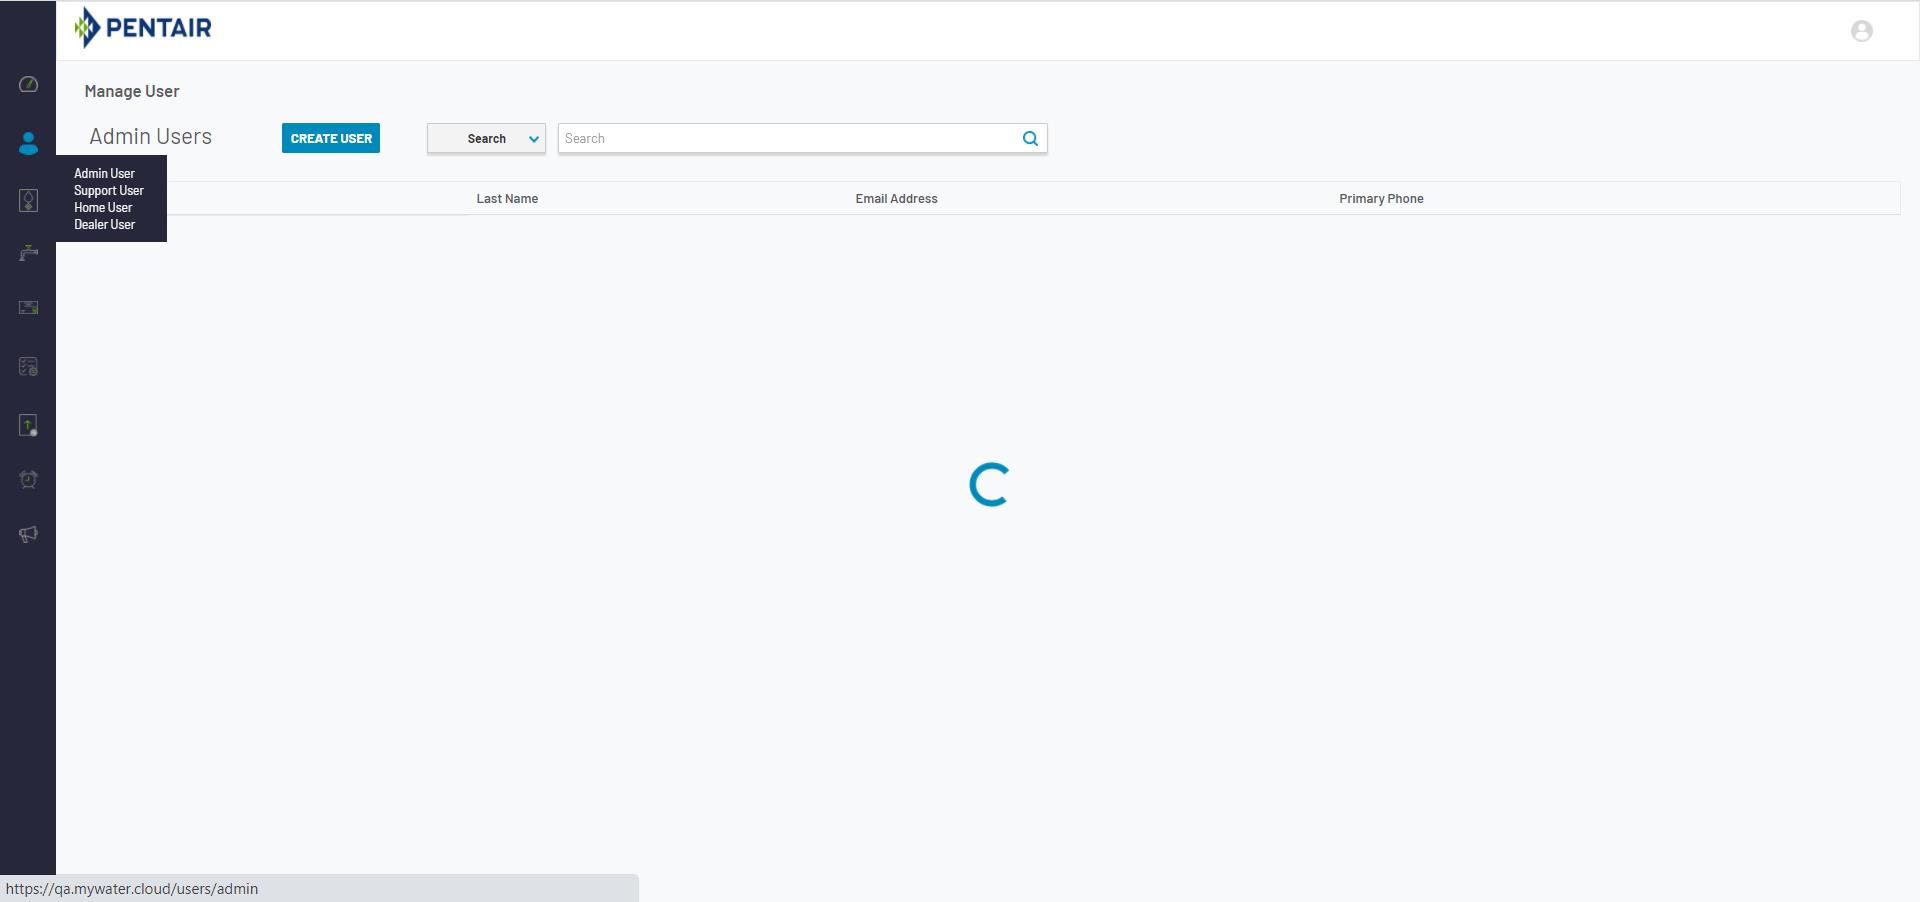 PENTAIR
Manage User
Admin Users
CREATE USER
Search
Search
Admin User
Support User
Home User
Dealer User
Last Name
Email Address
Primary Phone
https://qa.mywater.cloud/users/admin